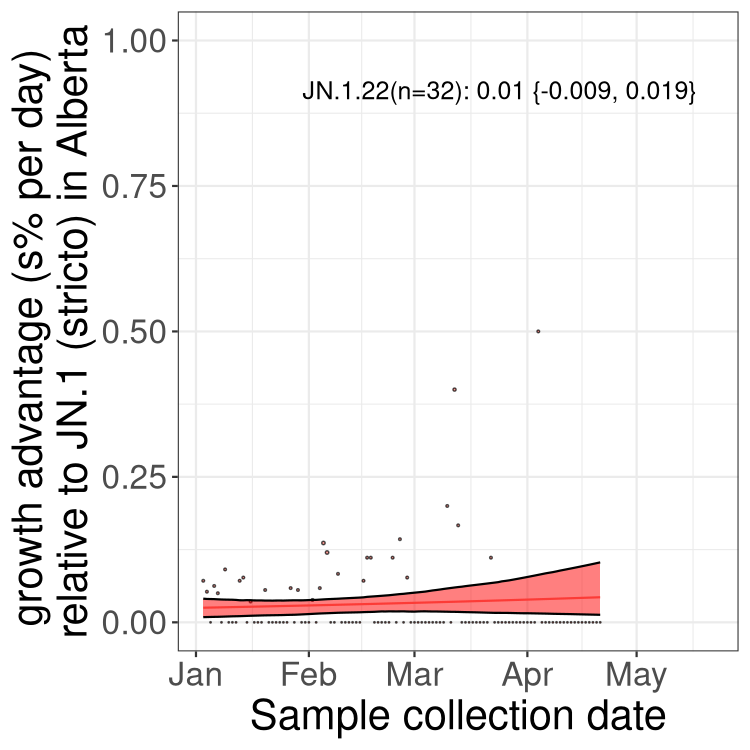 growth advantage (s% per day)
relative to JN.1 (stricto) in Alberta
1.00
JN.1.22(n=32): 0.01 {-0.009, 0.019}
0.75
0.50
0.25
0.00
Jan Feb Mar Apr May
Sample collection date